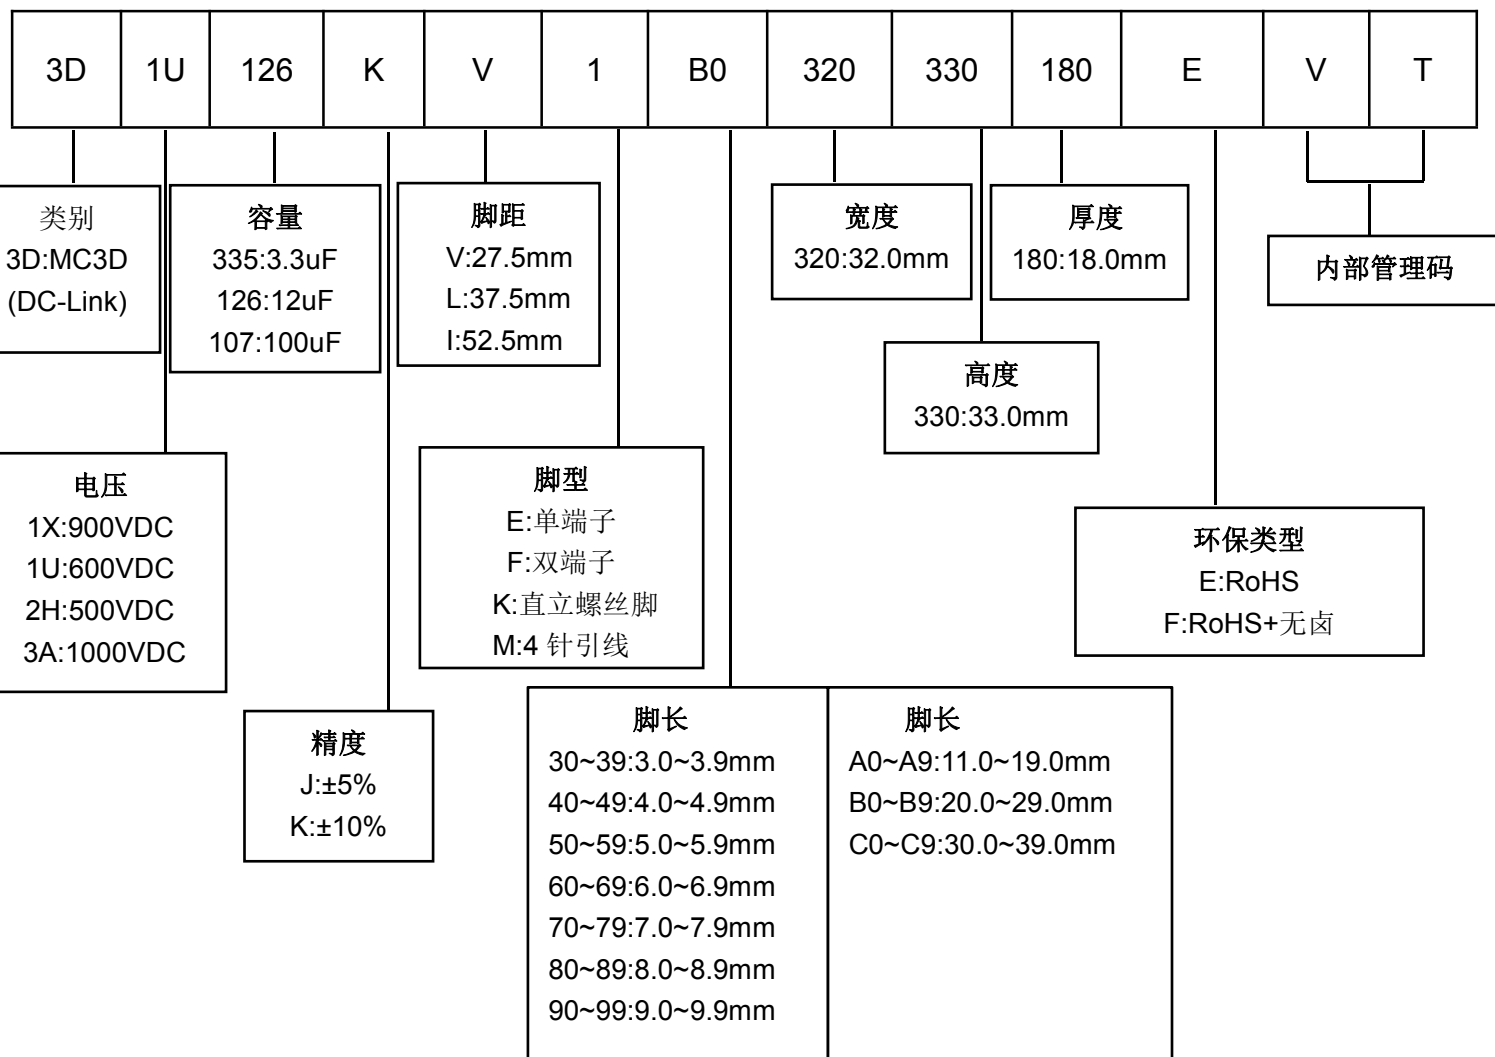 3D 1U 126 K V 1 B0 320 330 180 E V T
类别
3D:MC3D
(DC-Link)
容量
335:3.3uF
126:12uF
107:100uF
脚距
V:27.5mm
L:37.5mm
I:52.5mm
宽度
320:32.0mm
厚度
180:18.0mm
内部管理码
高度
330:33.0mm
电压
1X:900VDC
1U:600VDC
2H:500VDC
3A:1000VDC
脚型
E:单端子
F:双端子
K:直立螺丝脚
M:4 针引线
环保类型
E:RoHS
F:RoHS+无卤
精度
J:±5%
K:±10%
脚长
30~39:3.0~3.9mm
40~49:4.0~4.9mm
50~59:5.0~5.9mm
60~69:6.0~6.9mm
70~79:7.0~7.9mm
80~89:8.0~8.9mm
90~99:9.0~9.9mm
脚长
A0~A9:11.0~19.0mm
B0~B9:20.0~29.0mm
C0~C9:30.0~39.0mm